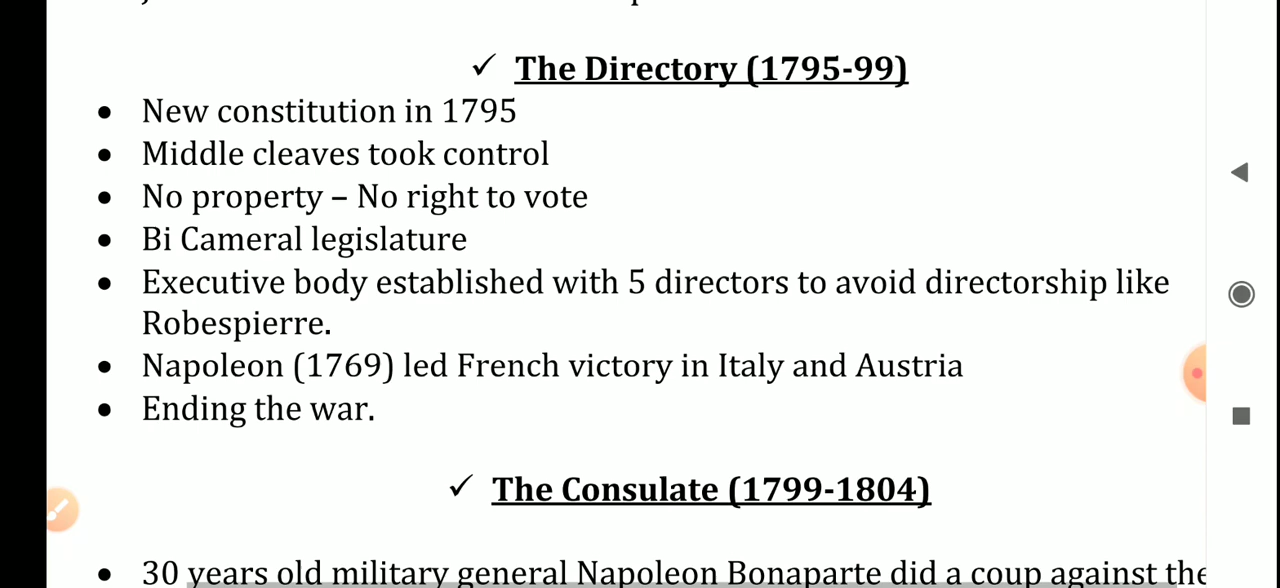 ✓ The Directory (1795-99)
• New constitution in 1795
• Middle cleaves took control
• No property – No right to vote
• Bi Cameral legislature
• Executive body established with 5 directors to avoid directorship like
Robespierre.
• Napoleon (1769) led French victory in Italy and Austria
• Ending the war.
✓ The Consulate (1799-1804)
• 30 years old military general Napoleon Bonaparte did a coup against the